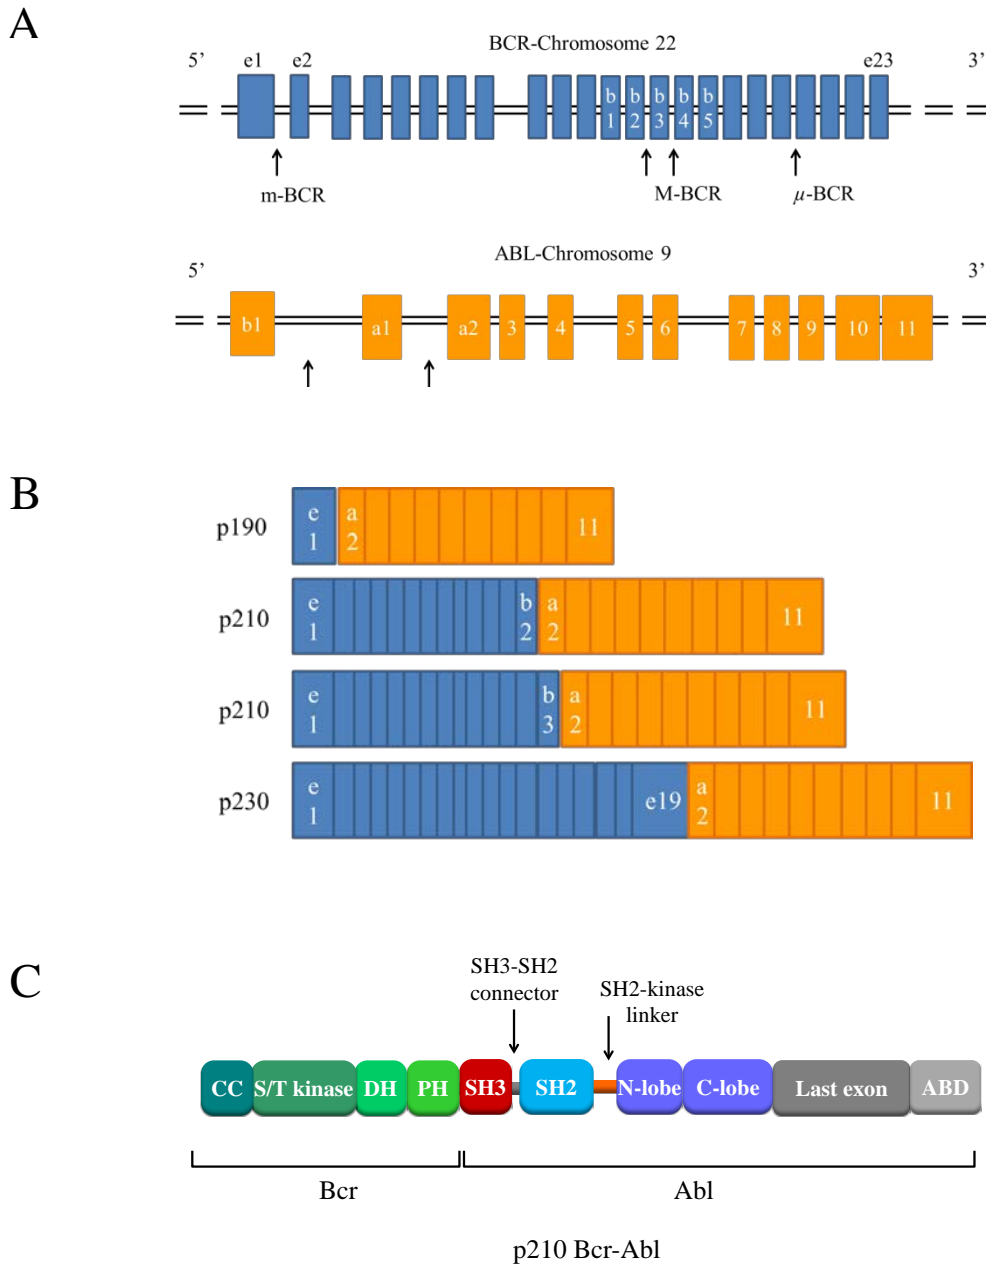 A
BCR-Chromosome 22
5’ 3’
e1 e2 e23
b b b b b
1 2 3 4 5
m-BCR M-BCR μ-BCR
ABL-Chromosome 9
5’ 3’
b1 a1 a2 3 4 5 6 7 8 9 10 11
B
p190
e a
1 2 11
p210
e b a
1 2 2 11
p210
e b a
1 3 2 11
p230
e a
1 e19 2 11
C
SH3-SH2
connector
SH2-kinase
linker
CC S/T kinase DH PH SH3 SH2 N-lobe C-lobe Last exon ABD
Bcr Abl
p210 Bcr-Abl